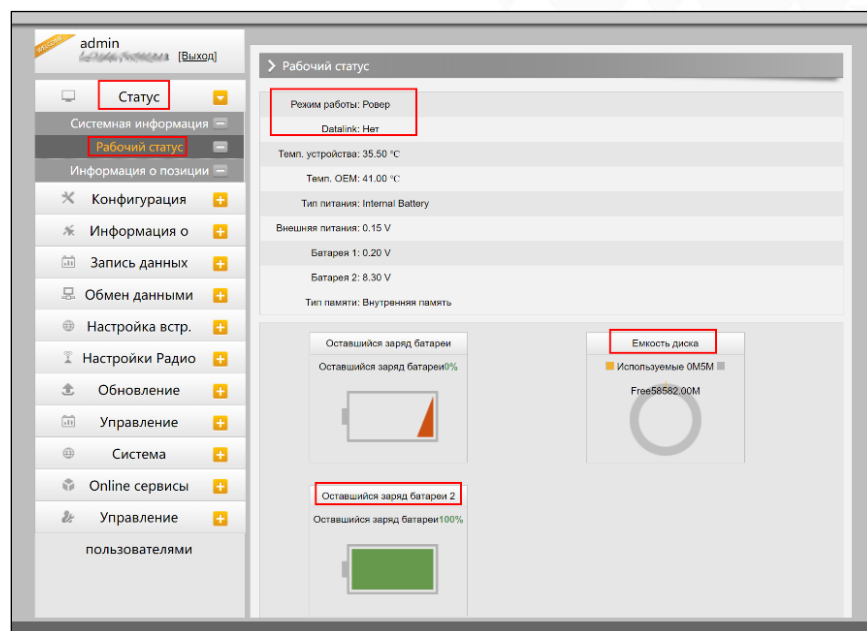 WELCOME
admin
[Выход]
Статус
Системная информация
Рабочий статус
Информация о позиции
Конфигурация
Информация о
Запись данных
Обмен данными
Настройка встр.
Настройки Радио
Обновление
Управление
Система
Online сервисы
Управление
пользователями
Рабочий статус
Режим работы: Ровер
Datalink: Нет
Темп. устройства: 35.50 °C
Темп. OEM: 41.00 °C
Тип питания: Internal Battery
Внешняя питания: 0.15 V
Батарея 1: 0.20 V
Батарея 2: 8.30 V
Тип памяти: Внутренняя память
Оставшийся заряд батареи
Оставшийся заряд батареи0%
Емкость диска
Используемые 0M5M
Free58582.00M
Оставшийся заряд батареи 2
Оставшийся заряд батареи100%